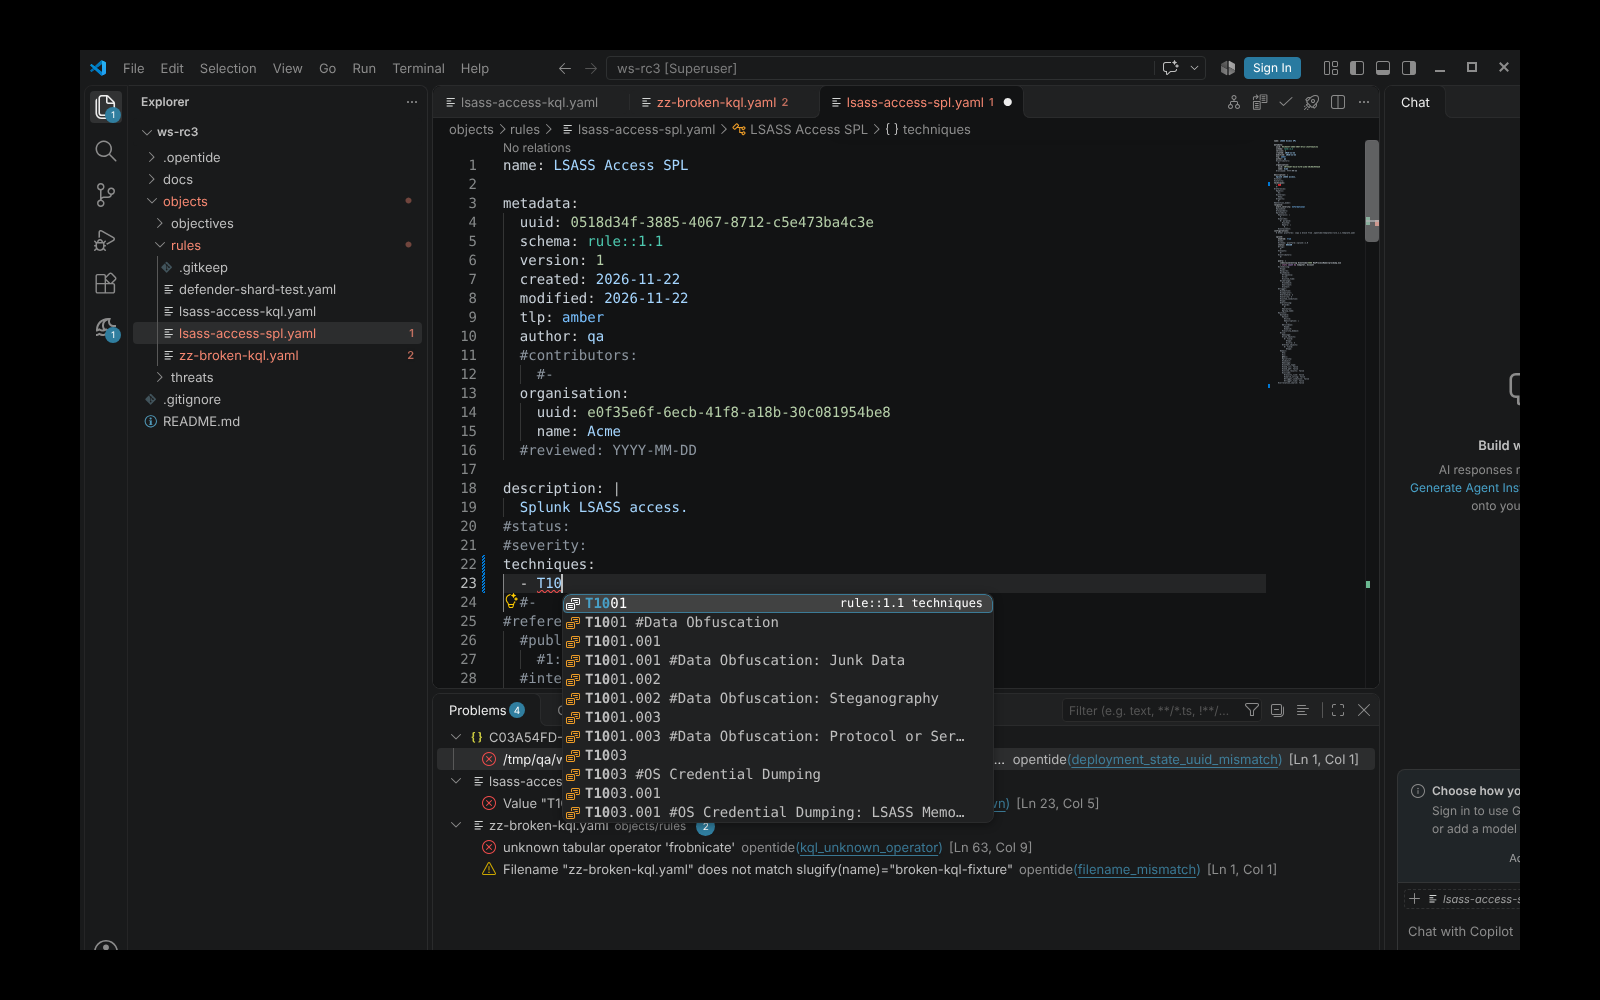 File Edit Selection View Go Run Terminal Help
ws-rc3 [Superuser]
Sign In
1
1
Explorer
ws-rc3
.opentide
docs
objects
objectives
rules
.gitkeep
defender-shard-test.yaml
lsass-access-kql.yaml
lsass-access-spl.yaml 1
zz-broken-kql.yaml 2
threats
.gitignore
README.md
lsass-access-kql.yaml
zz-broken-kql.yaml 2
lsass-access-spl.yaml 1
objects > rules > lsass-access-spl.yaml > LSASS Access SPL > { } techniques
No relations
1 name: LSASS Access SPL
2
3 metadata:
4 uuid: 0518d34f-3885-4067-8712-c5e473ba4c3e
5 schema: rule::1.1
6 version: 1
7 created: 2026-11-22
8 modified: 2026-11-22
9 tlp: amber
10 author: qa
11 #contributors:
12 #-
13 organisation:
14 uuid: e0f35e6f-6ecb-41f8-a18b-30c081954be8
15 name: Acme
16 #reviewed: YYYY-MM-DD
17
18 description: |
19 Splunk LSASS access.
20 #status:
21 #severity:
22 techniques:
23 - T10
24 #-
25 #refere
26 #publ
27 #1:
28 #inte
T1001 rule::1.1 techniques
T1001 #Data Obfuscation
T1001.001
T1001.001 #Data Obfuscation: Junk Data
T1001.002
T1001.002 #Data Obfuscation: Steganography
T1001.003
T1001.003 #Data Obfuscation: Protocol or Ser…
T1003
T1003 #OS Credential Dumping
T1003.001
T1003.001 #OS Credential Dumping: LSASS Memo…
Problems 4
Filter (e.g. text, **/*.ts, !**/...
{} C03A54FD-
/tmp/qa/w ... opentide(deployment_state_uuid_mismatch) [Ln 1, Col 1]
lsass-acces
Value "T1 vn) [Ln 23, Col 5]
zz-broken-kql.yaml objects/rules 2
unknown tabular operator 'frobnicate' opentide(kql_unknown_operator) [Ln 63, Col 9]
Filename "zz-broken-kql.yaml" does not match slugify(name)="broken-kql-fixture" opentide(filename_mismatch) [Ln 1, Col 1]
Chat
Build w
AI responses
Generate Agent Inst
onto you
Choose how yo
Sign in to use G
or add a model
lsass-access-s
Chat with Copilot